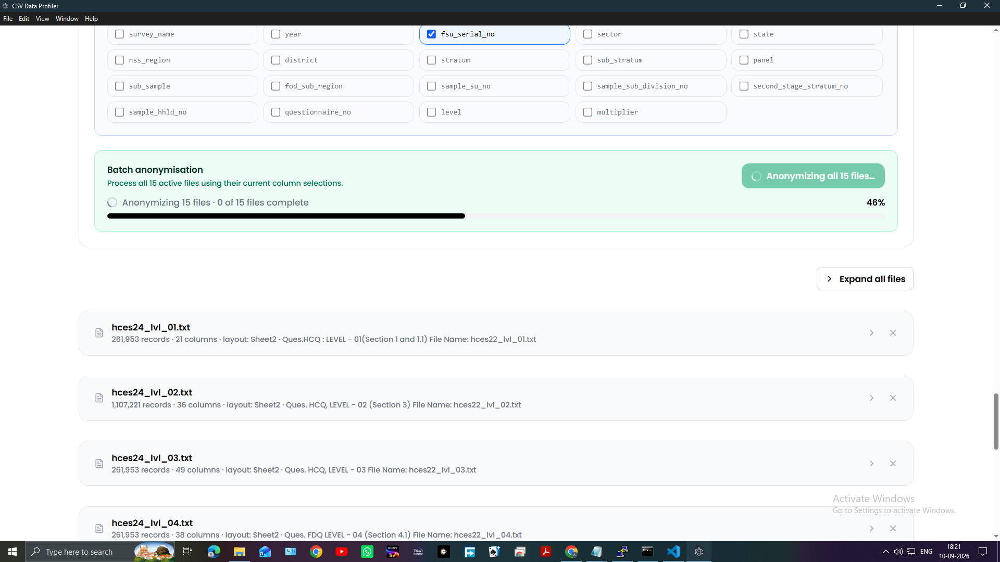 CSV Data Profiler
File Edit View Window Help
survey_name year fsu_serial_no sector state
nss_region district stratum sub_stratum panel
sub_sample fod_sub_region sample_su_no sample_sub_division_no second_stage_stratum_no
sample_hhld_no questionnaire_no level multiplier
Batch anonymisation
Process all 15 active files using their current column selections.
Anonymizing all 15 files...
Anonymizing 15 files · 0 of 15 files complete 46%
Expand all files
hces24_lvl_01.txt
261,953 records · 21 columns · layout: Sheet2 · Ques.HCQ : LEVEL - 01(Section 1 and 1.1) File Name: hces22_lvl_01.txt
hces24_lvl_02.txt
1,107,221 records · 36 columns · layout: Sheet2 · Ques. HCQ, LEVEL - 02 (Section 3) File Name: hces22_lvl_02.txt
hces24_lvl_03.txt
261,953 records · 49 columns · layout: Sheet2 · Ques. HCQ, LEVEL - 03 File Name: hces22_lvl_03.txt
hces24_lvl_04.txt
261,953 records · 38 columns · layout: Sheet2 · Ques. FDQ LEVEL - 04 (Section 4.1) File Name: hces22_lvl_04.txt
Activate Windows
Go to Settings to activate Windows.
Type here to search
ENG
18:21
10-09-2026